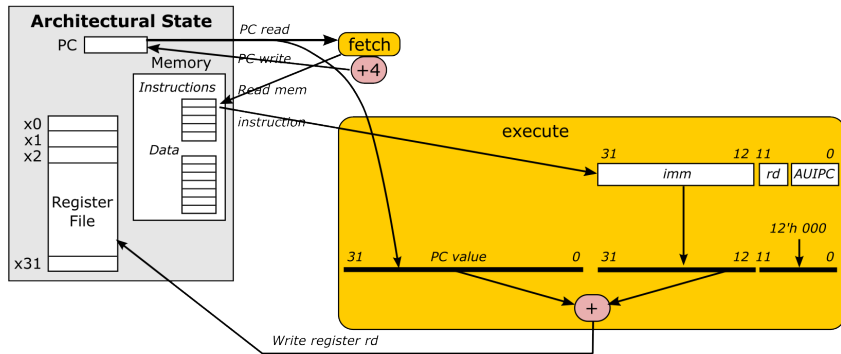 Architectural State
PC
PC read
fetch
PC write
+4
Memory
Instructions
Read mem
instruction
x0
x1
x2
Data
Register
File
x31
execute
31 12 11 0
imm rd AUIPC
12'h 000
31 PC value 0 31 12 11 0
+
Write register rd